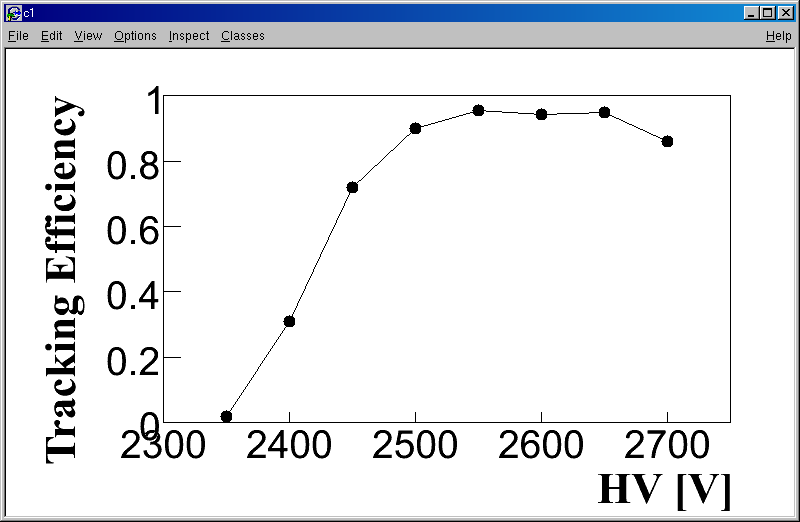 c1
File Edit View Options Inspect Classes Help
Tracking Efficiency
1
0.8
0.6
0.4
0.2
0
2300 2400 2500 2600 2700
HV [V]